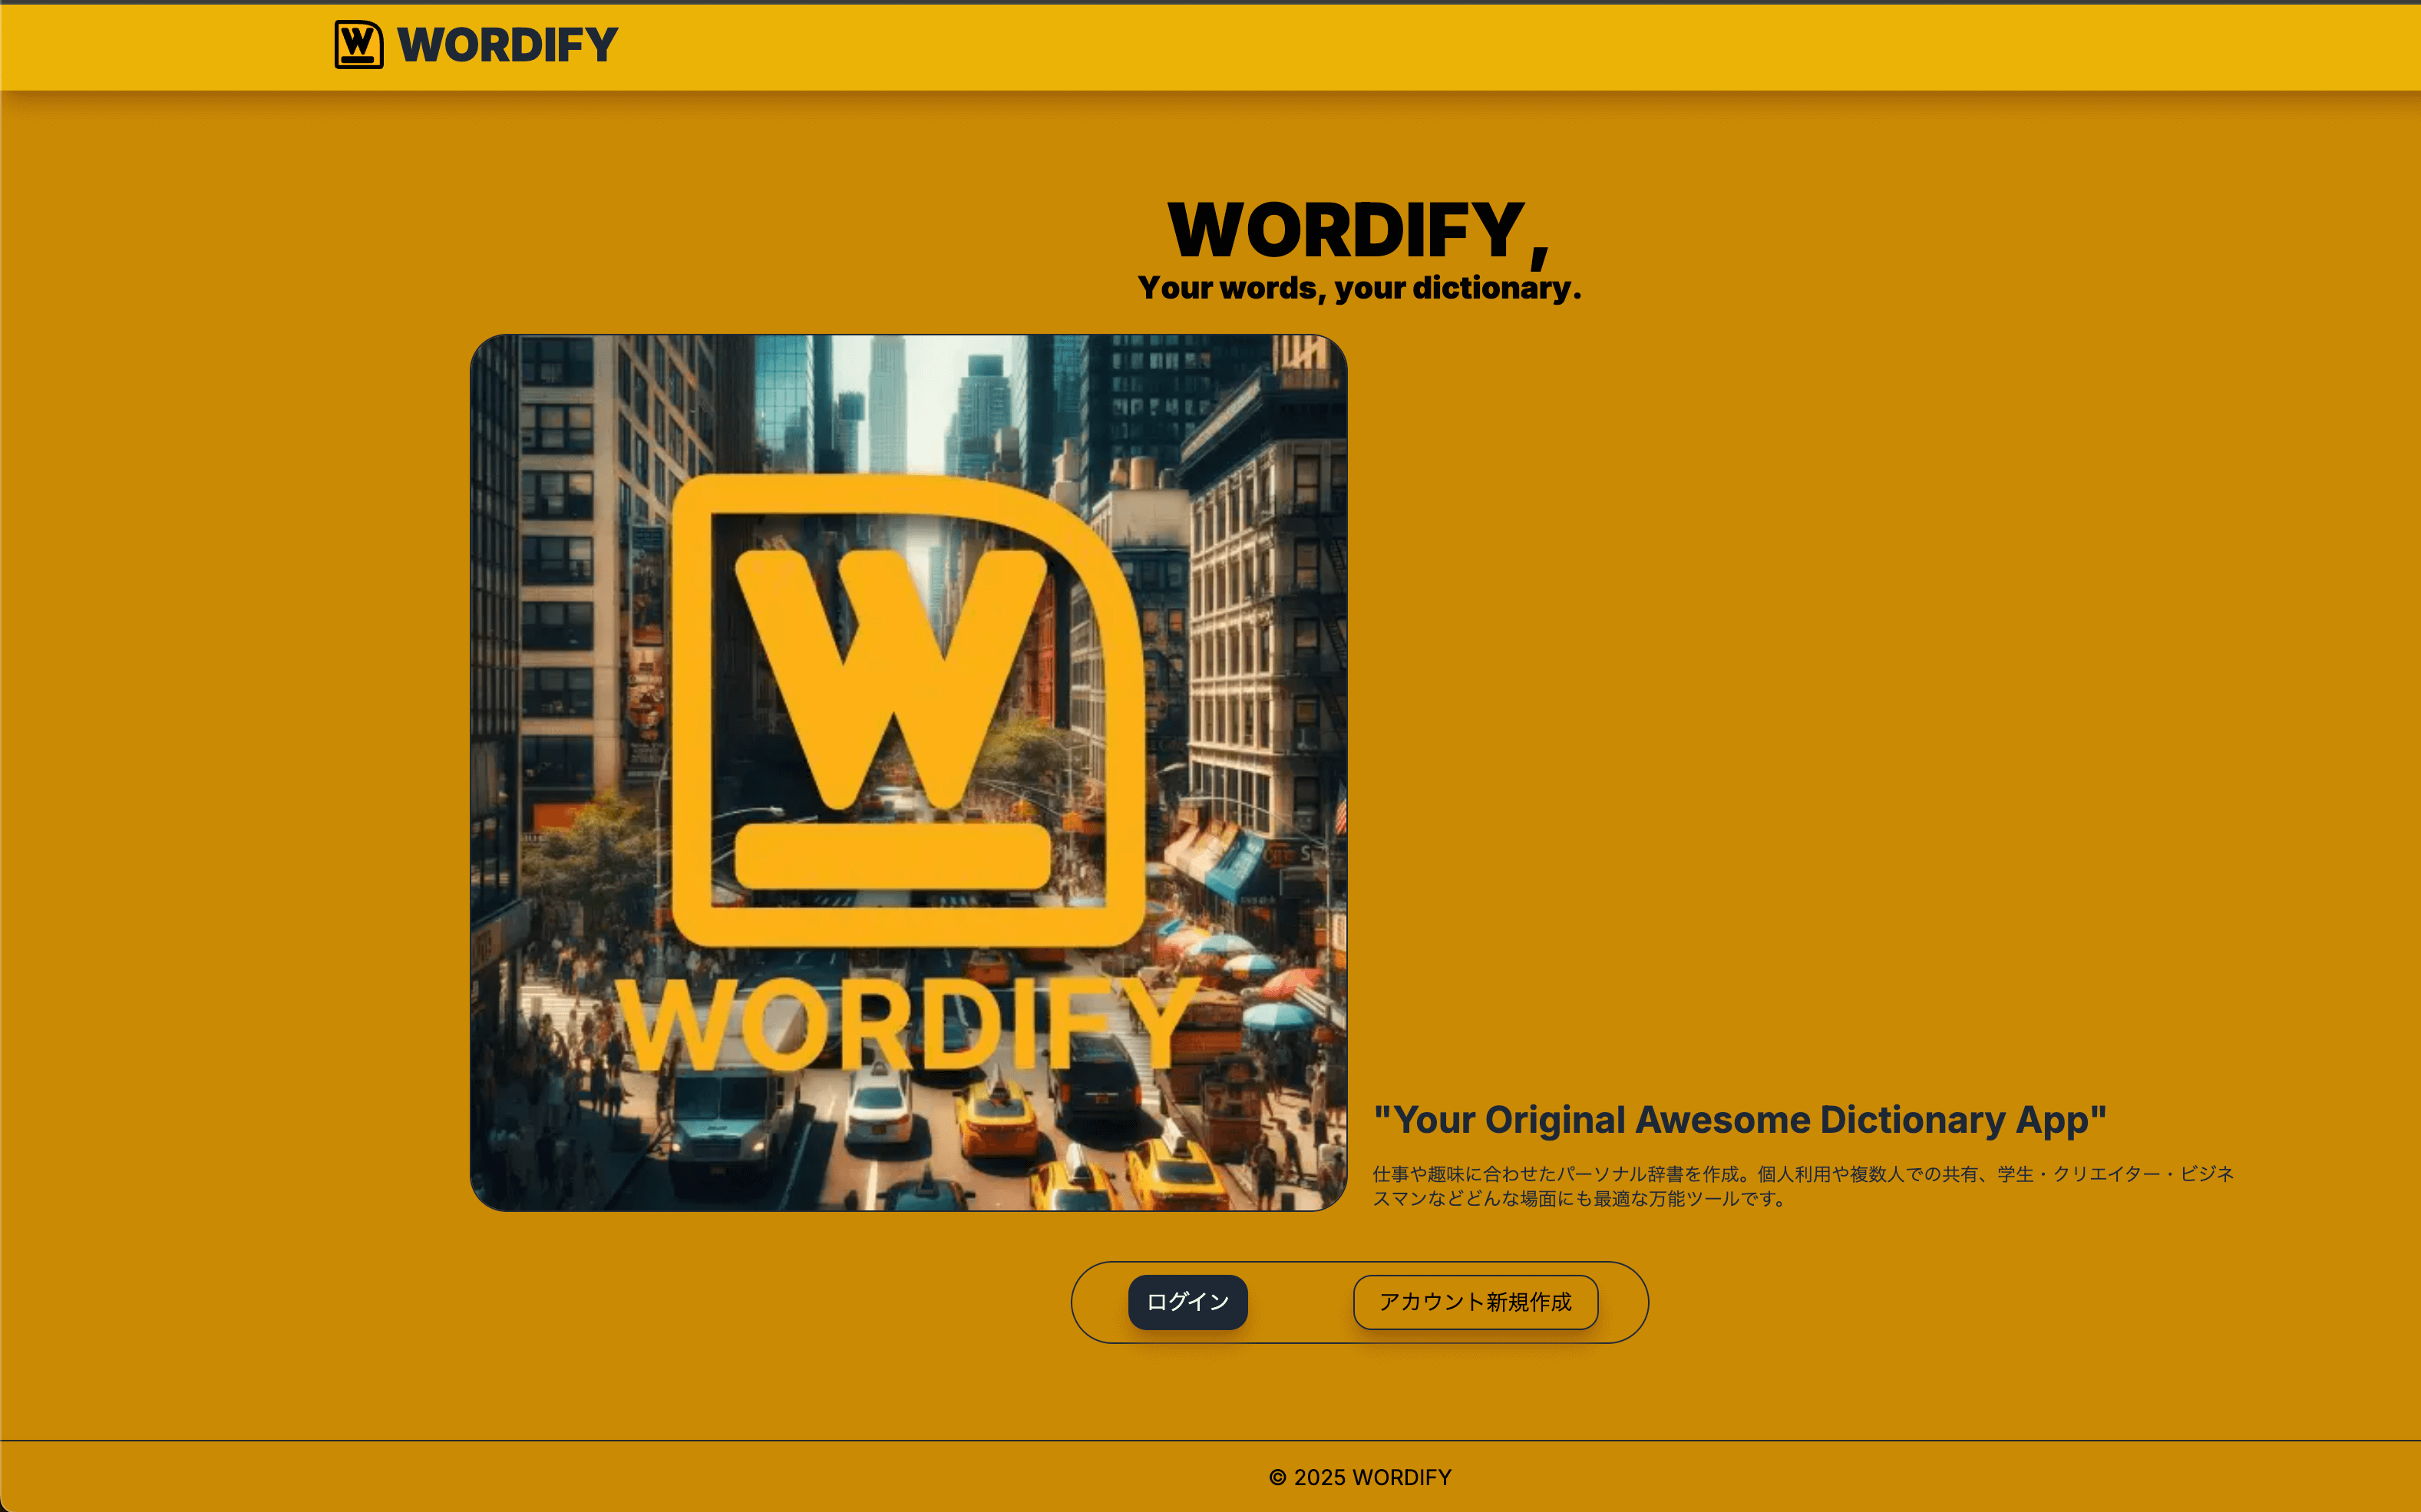 W WORDIFY
WORDIFY,
Your words, your dictionary.
W
WORDIFY
"Your Original Awesome Dictionary App"
仕事や趣味に合わせたパーソナル辞書を作成。個人利用や複数人での共有、学生・クリエイター・ビジネ
スマンなどどんな場面にも最適な万能ツールです。
ログイン
アカウント新規作成
© 2025 WORDIFY